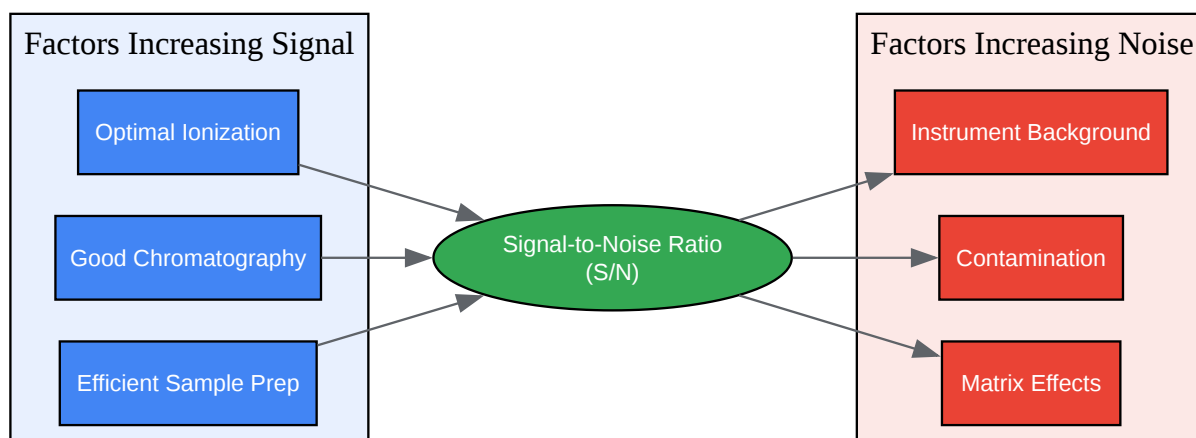 Factors Increasing Signal
Optimal Ionization
Good Chromatography
Efficient Sample Prep
Signal-to-Noise Ratio
(S/N)
Factors Increasing Noise
Instrument Background
Contamination
Matrix Effects